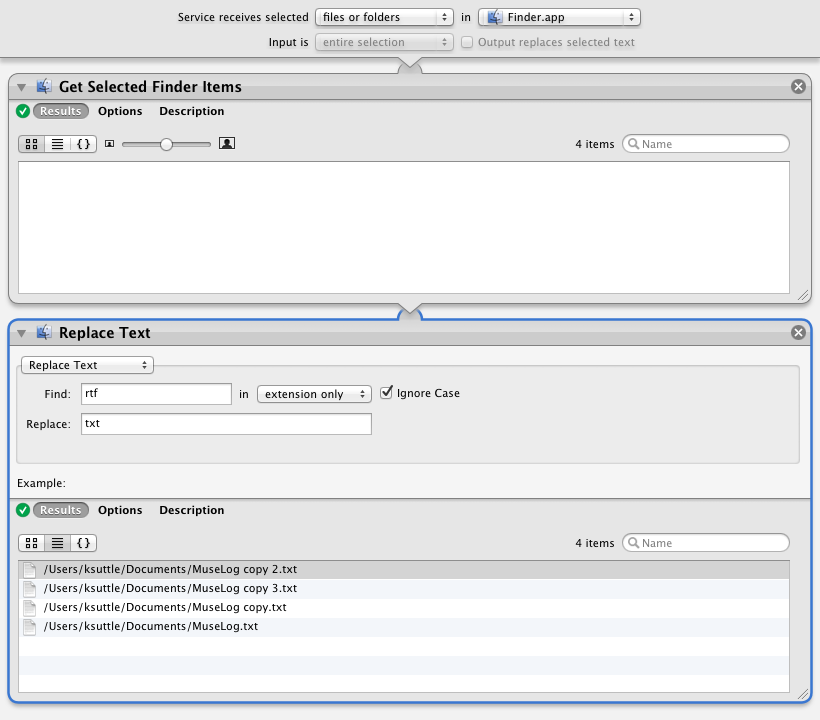 Service receives selected files or folders in Finder.app
Input is entire selection Output replaces selected text
Get Selected Finder Items
Results Options Description
4 items Name
Replace Text
Replace Text
Find: rtf in extension only Ignore Case
Replace: txt
Example:
Results Options Description
4 items Name
/Users/ksuttle/Documents/MuseLog copy 2.txt
/Users/ksuttle/Documents/MuseLog copy 3.txt
/Users/ksuttle/Documents/MuseLog copy.txt
/Users/ksuttle/Documents/MuseLog.txt